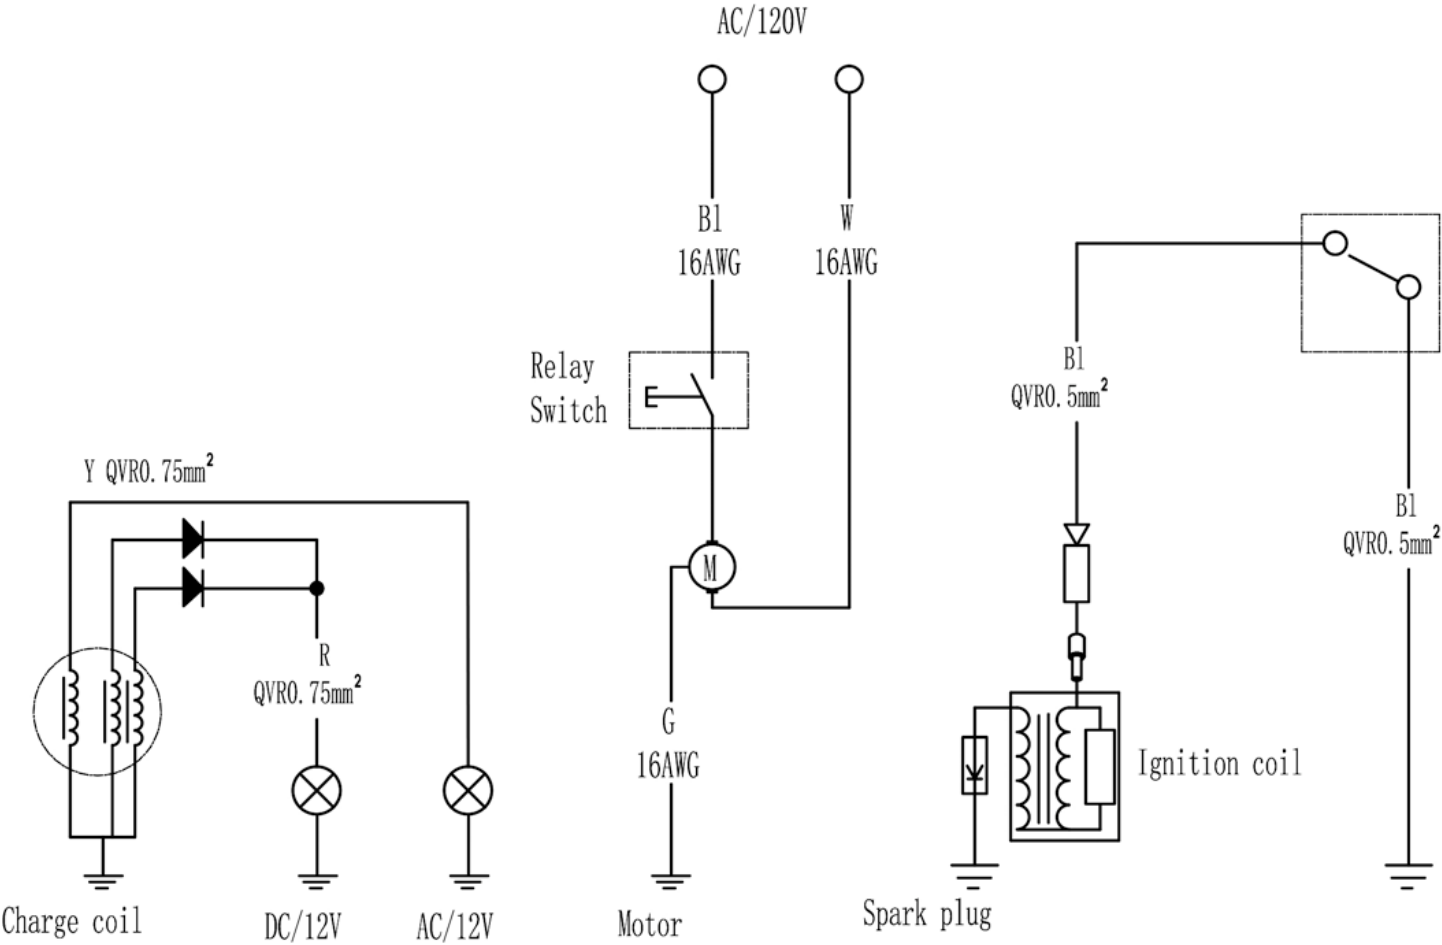 AC/120V
Bl
16AWG
W
16AWG
Relay
Switch
Bl
QVR0.5mm²
Y QVR0.75mm²
Bl
QVR0.5mm²
M
R
QVR0.75mm²
G
16AWG
Ignition coil
Charge coil
DC/12V
AC/12V
Motor
Spark plug